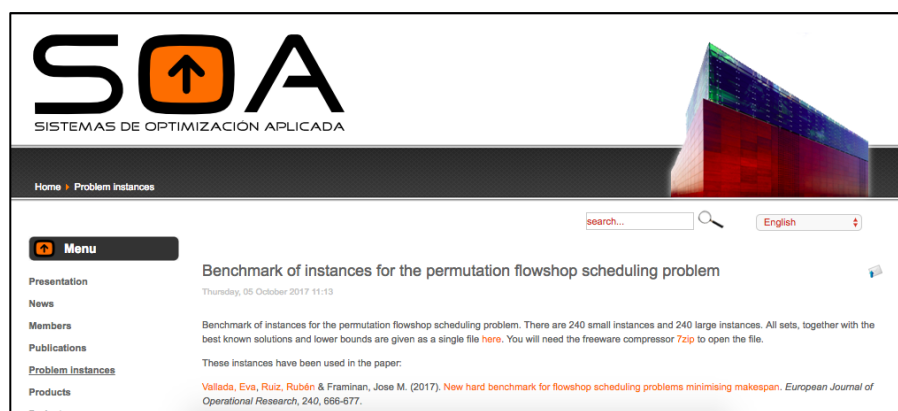 SOA
SISTEMAS DE OPTIMIZACIÓN APLICADA
Home Problem instances
search...
English
Menu
Presentation
News
Members
Publications
Problem instances
Products
Benchmark of instances for the permutation flowshop scheduling problem
Thursday, 05 October 2017 11:13
Benchmark of instances for the permutation flowshop scheduling problem. There are 240 small instances and 240 large instances. All sets, together with the
best known solutions and lower bounds are given as a single file here. You will need the freeware compressor 7zip to open the file.
These instances have been used in the paper:
Vallada, Eva, Ruiz, Rubén & Framinan, Jose M. (2017). New hard benchmark for flowshop scheduling problems minimising makespan. European Journal of
Operational Research, 240, 666-677.